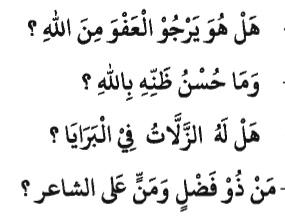 - هَلْ هُوَ يَرْجُوْ الْعَفْوَ مِنَ اللهِ ؟
- وَمَا حُسْنُ ظَنِّهِ بِاللهِ ؟
هَلْ لَهُ الزَّلَّاتُ فِيْ الْبَرَايَا ؟
- مَنْ ذُوْ فَضْلٍ وَمَنٍّ عَلَى الشاعر ؟